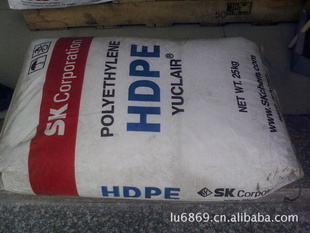 SK Corporation
POLYETHYLENE
HDPE
YUCLAIR®
NET WT. 25kg
www.SKchem.com
HDPE
SK Corporation
lu6869.cn.alibaba.com